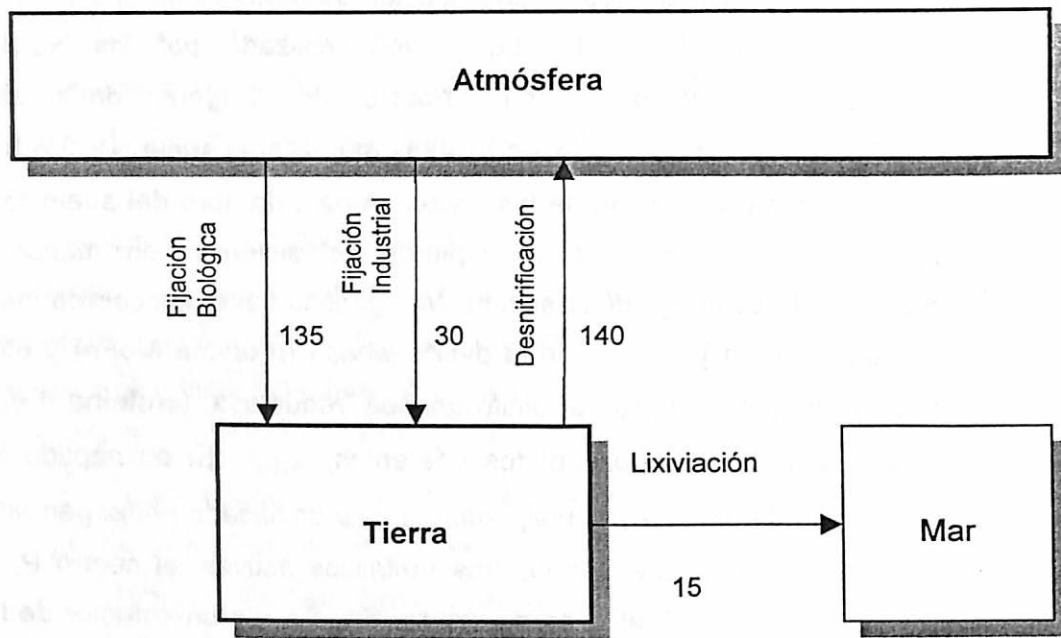 Atmósfera
Fijación
Biológica
135
Fijación
Industrial
30
Desnitrificación
140
Tierra
Lixiviación
15
Mar